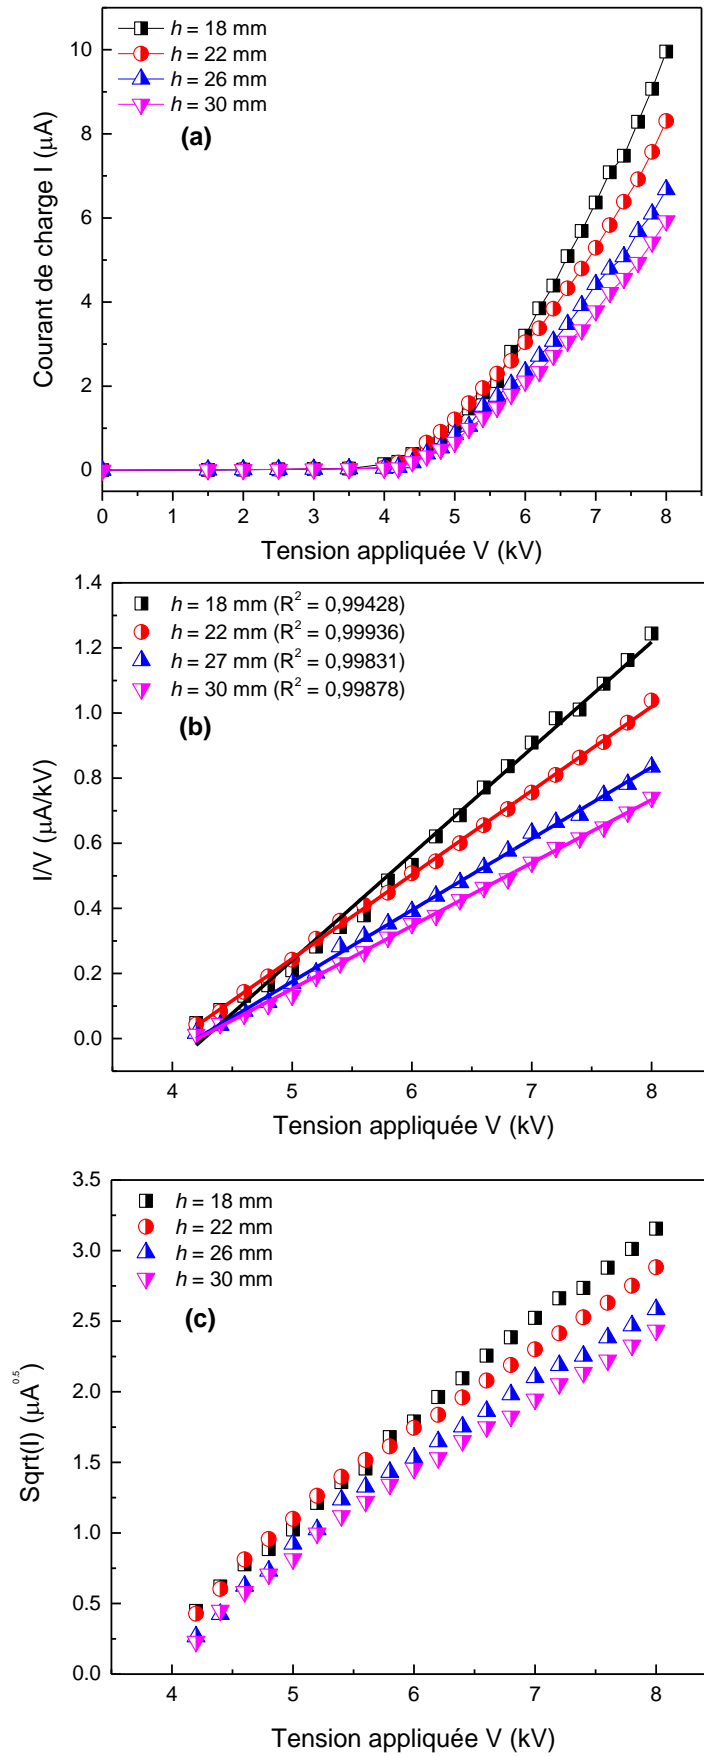 h = 18 mm
h = 22 mm
h = 26 mm
h = 30 mm
(a)
Courant de charge I (μA)
10
8
6
4
2
0
0 1 2 3 4 5 6 7 8
Tension appliquée V (kV)
h = 18 mm (R² = 0,99428)
h = 22 mm (R² = 0,99936)
h = 27 mm (R² = 0,99831)
h = 30 mm (R² = 0,99878)
(b)
I/V (μA/kV)
1.4
1.2
1.0
0.8
0.6
0.4
0.2
0.0
4 5 6 7 8
Tension appliquée V (kV)
h = 18 mm
h = 22 mm
h = 26 mm
h = 30 mm
(c)
Sqrt(I) (μA⁰·⁵)
3.5
3.0
2.5
2.0
1.5
1.0
0.5
0.0
4 5 6 7 8
Tension appliquée V (kV)